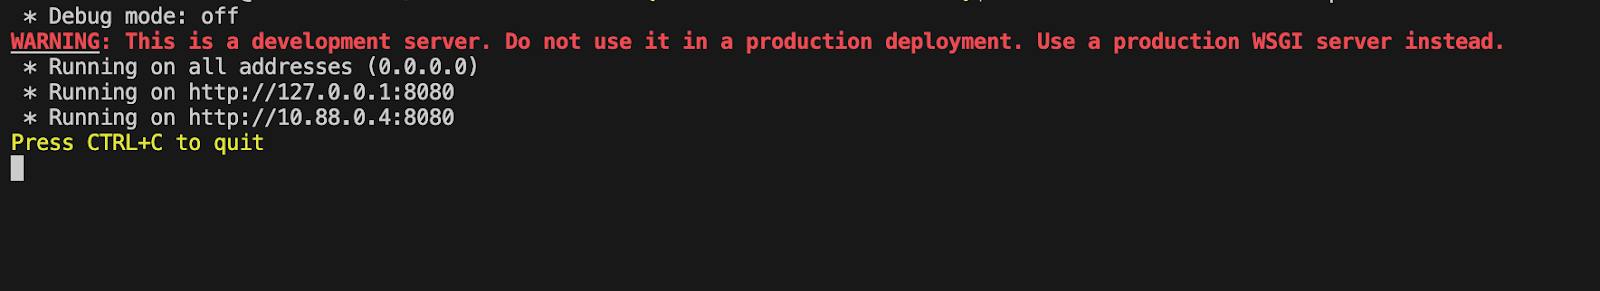 * Debug mode: off
WARNING: This is a development server. Do not use it in a production deployment. Use a production WSGI server instead.
* Running on all addresses (0.0.0.0)
* Running on http://127.0.0.1:8080
* Running on http://10.88.0.4:8080
Press CTRL+C to quit